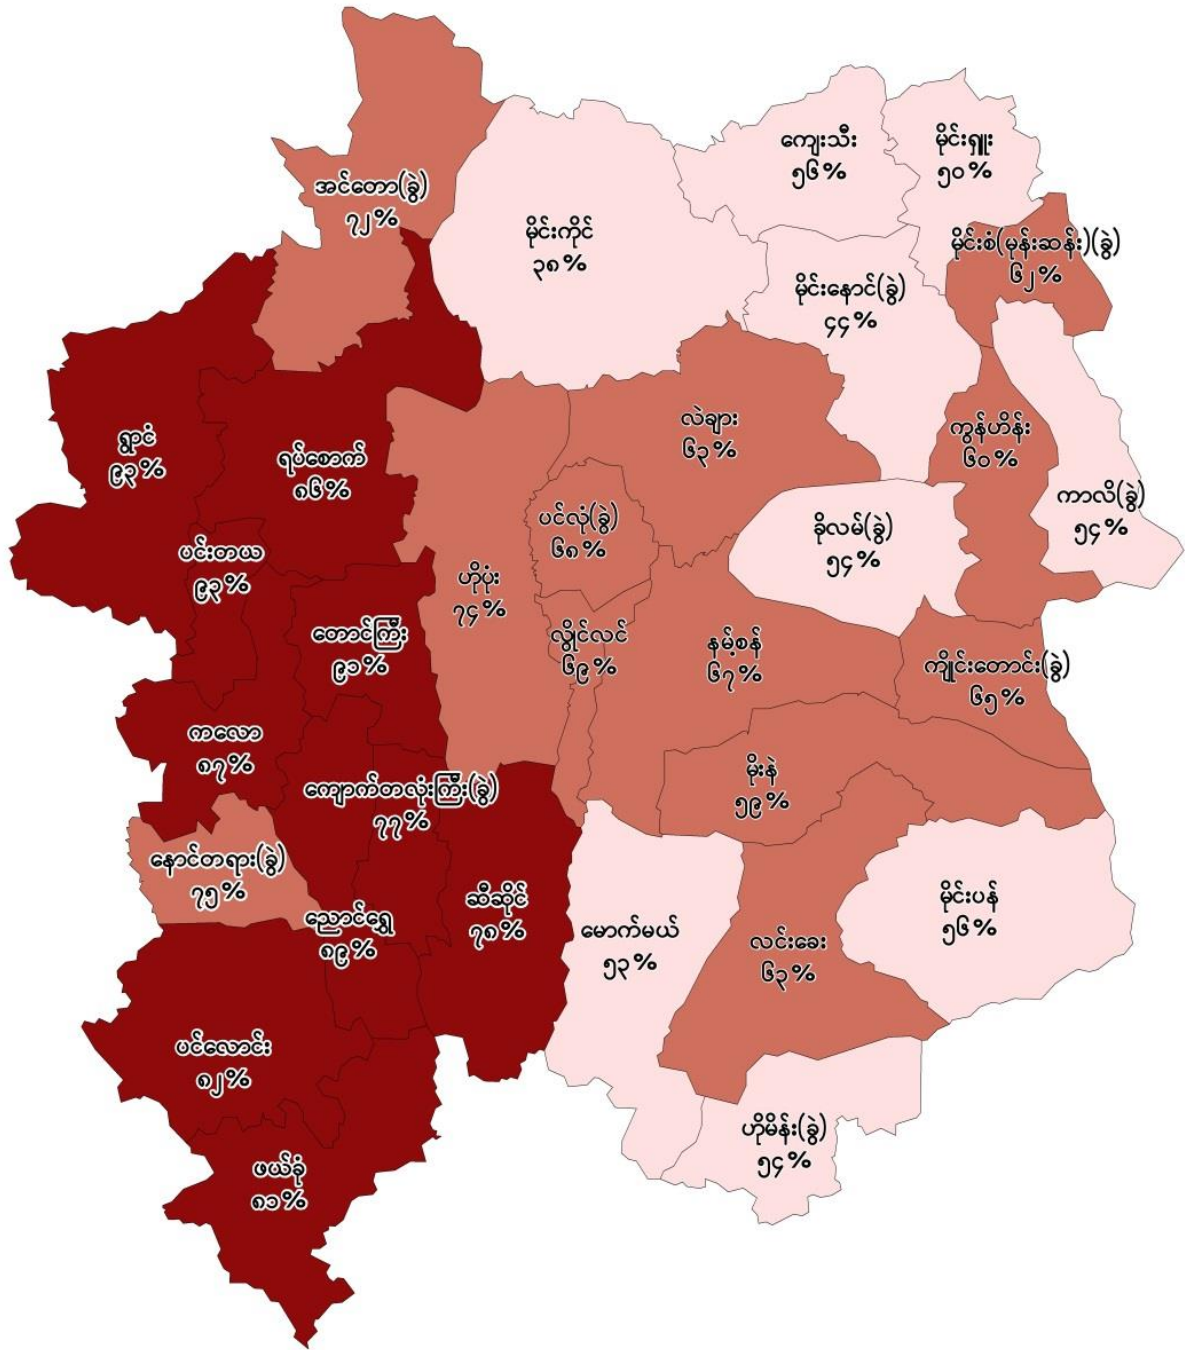 ကျေးသီး
၅၆%
မိုင်းရှူး
၅၀%
အင်တော(ခွဲ)
၇၂%
မိုင်းကိုင်
၃၈%
မိုင်းစံ(မုန်းဆန်း)(ခွဲ)
၆၂%
မိုင်းနောင်(ခွဲ)
၄၄%
ရွာငံ
၉၃%
ရပ်စောက်
၈၆%
လဲချား
၆၃%
ကွန်ဟိန်း
၆၀%
ကာလိ(ခွဲ)
၅၄%
ပင်လုံ(ခွဲ)
၆၈%
ခိုလမ်(ခွဲ)
၅၄%
ပင်းတယ
၉၃%
ဟိုပုံး
၇၄%
တောင်ကြီး
၉၁%
လွိုင်လင်
၆၉%
နမ့်စန်
၆၇%
ကျိုင်းတောင်း(ခွဲ)
၆၅%
ကလော
၈၇%
ကျောက်တလုံးကြီး(ခွဲ)
၇၇%
မိုးနဲ
၅၉%
နောင်တရား(ခွဲ)
၇၅%
ညောင်ရွှေ
၈၉%
ဆီဆိုင်
၇၈%
မောက်မယ်
၅၃%
လင်းခေး
၆၃%
မိုင်းပန်
၅၆%
ပင်လောင်း
၈၂%
ဟိုမိန်း(ခွဲ)
၅၄%
ဖယ်ခုံ
၈၁%